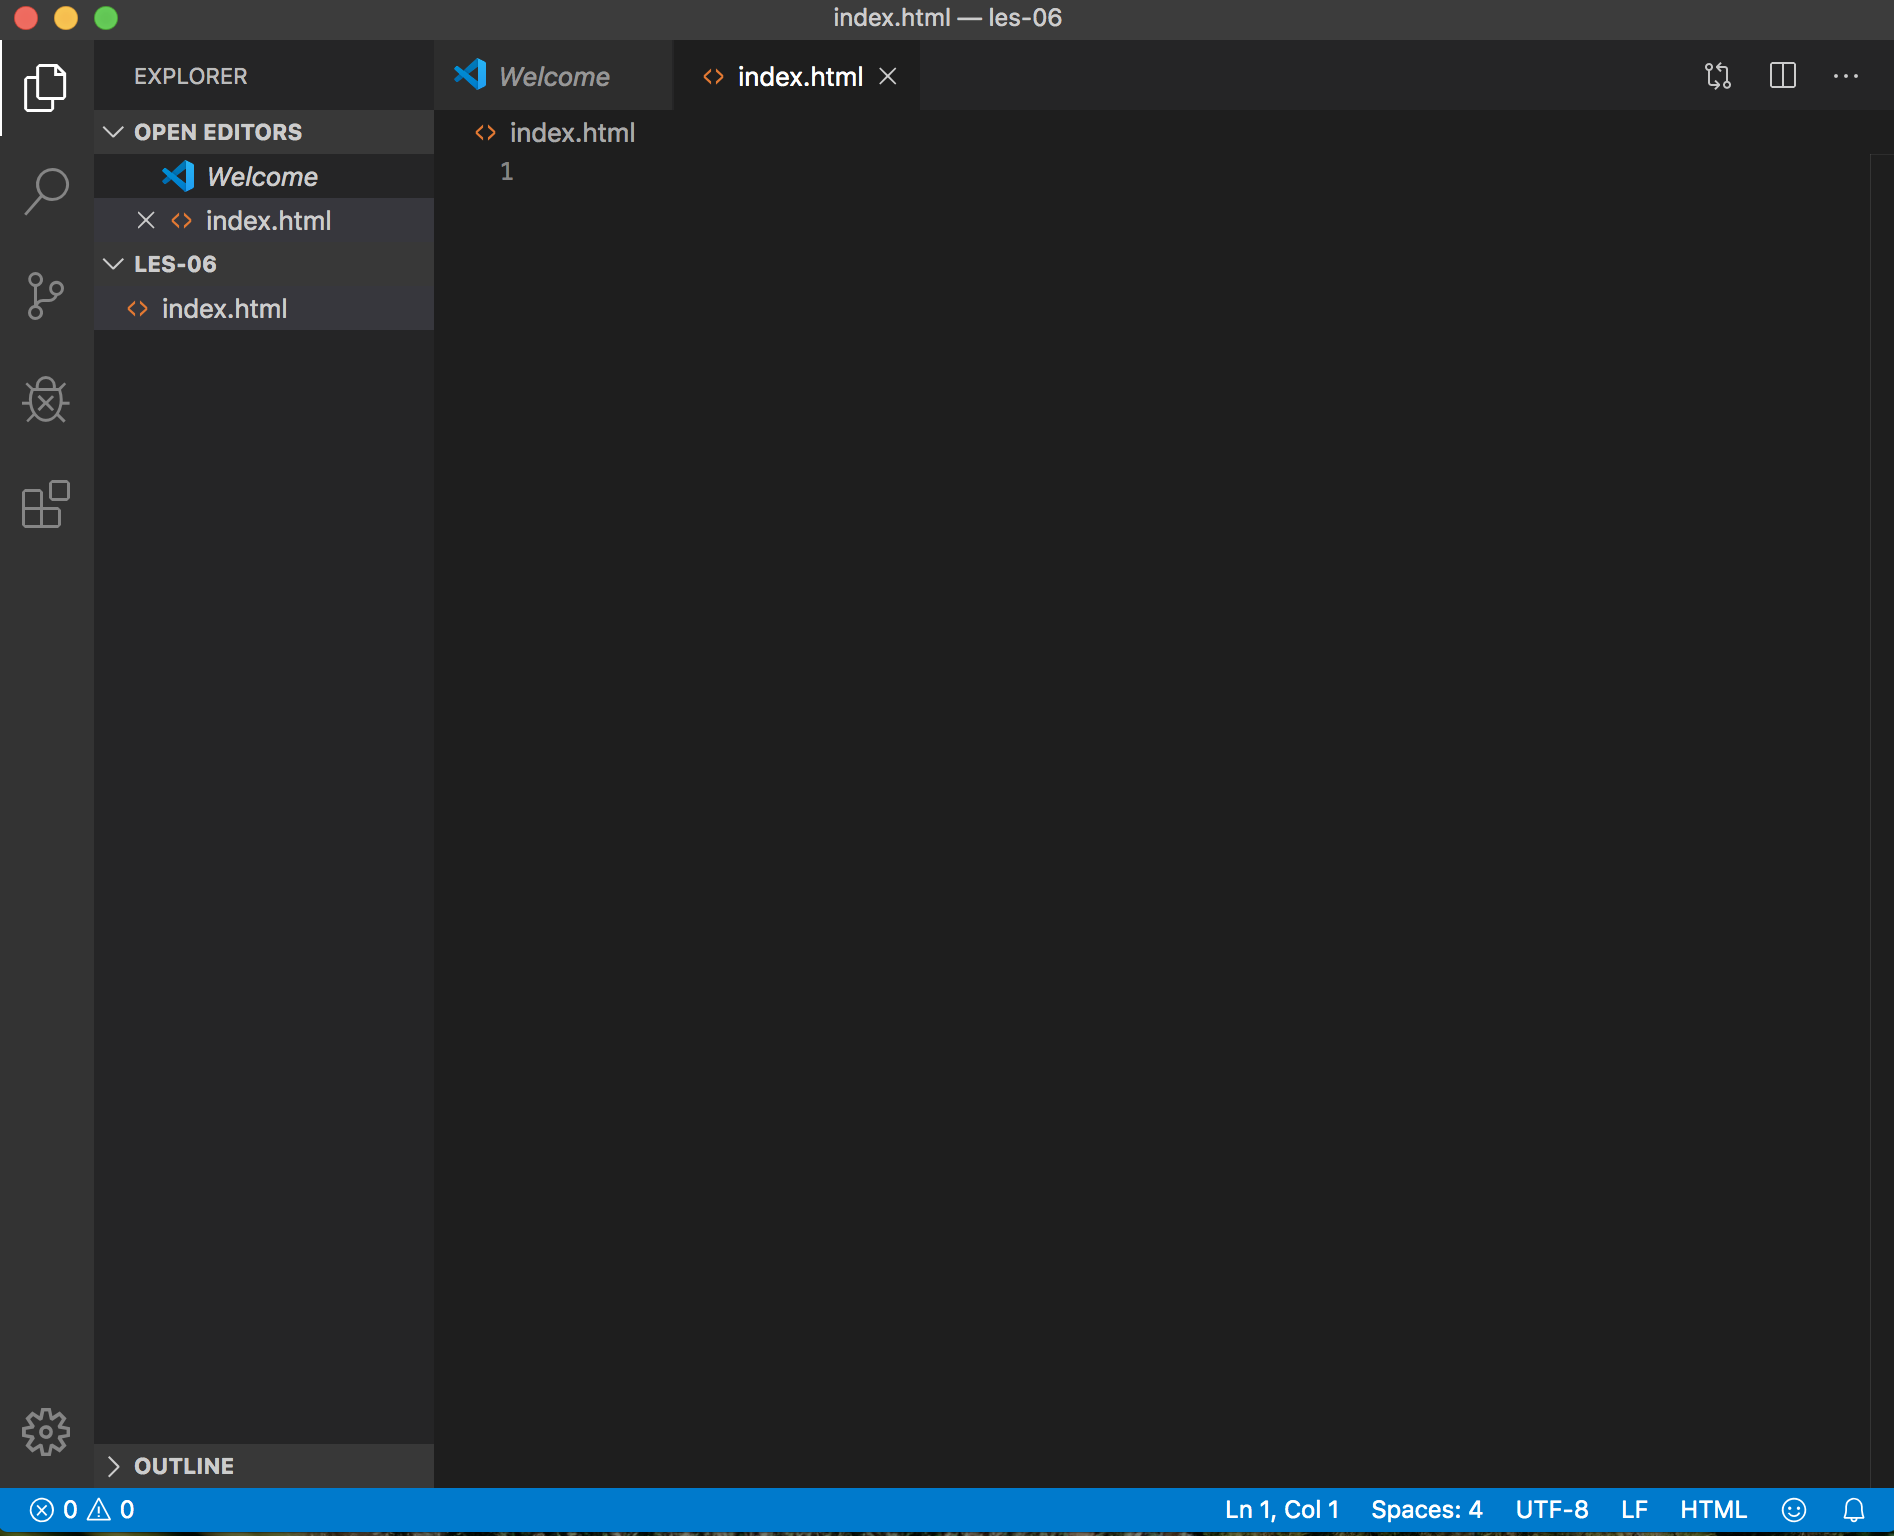 index.html — les-06
EXPLORER
Welcome
index.html
OPEN EDITORS
Welcome
index.html
LES-06
index.html
OUTLINE
index.html
1
0 0
Ln 1, Col 1 Spaces: 4 UTF-8 LF HTML